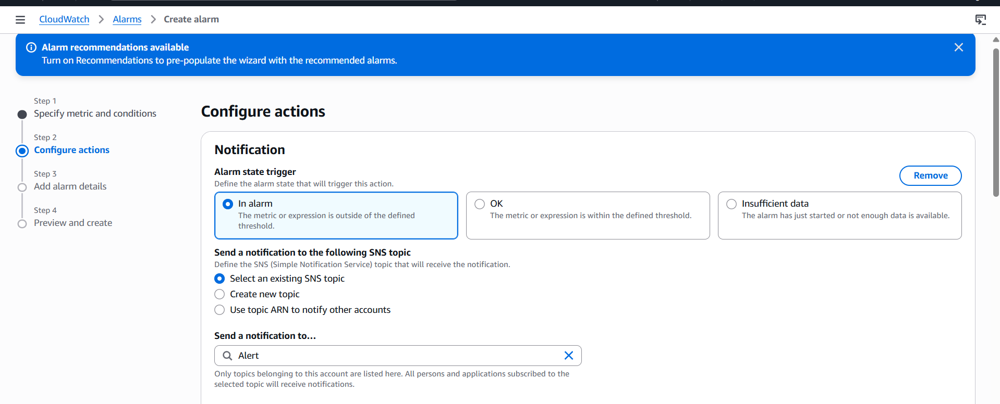 CloudWatch
Alarms
Create alarm
Alarm recommendations available
Turn on Recommendations to pre-populate the wizard with the recommended alarms.
Step 1
Specify metric and conditions
Step 2
Configure actions
Step 3
Add alarm details
Step 4
Preview and create
Configure actions
Notification
Alarm state trigger
Define the alarm state that will trigger this action.
Remove
In alarm
The metric or expression is outside of the defined
threshold.
OK
The metric or expression is within the defined threshold.
Insufficient data
The alarm has just started or not enough data is available.
Send a notification to the following SNS topic
Define the SNS (Simple Notification Service) topic that will receive the notification.
Select an existing SNS topic
Create new topic
Use topic ARN to notify other accounts
Send a notification to…
Alert
Only topics belonging to this account are listed here. All persons and applications subscribed to the
selected topic will receive notifications.